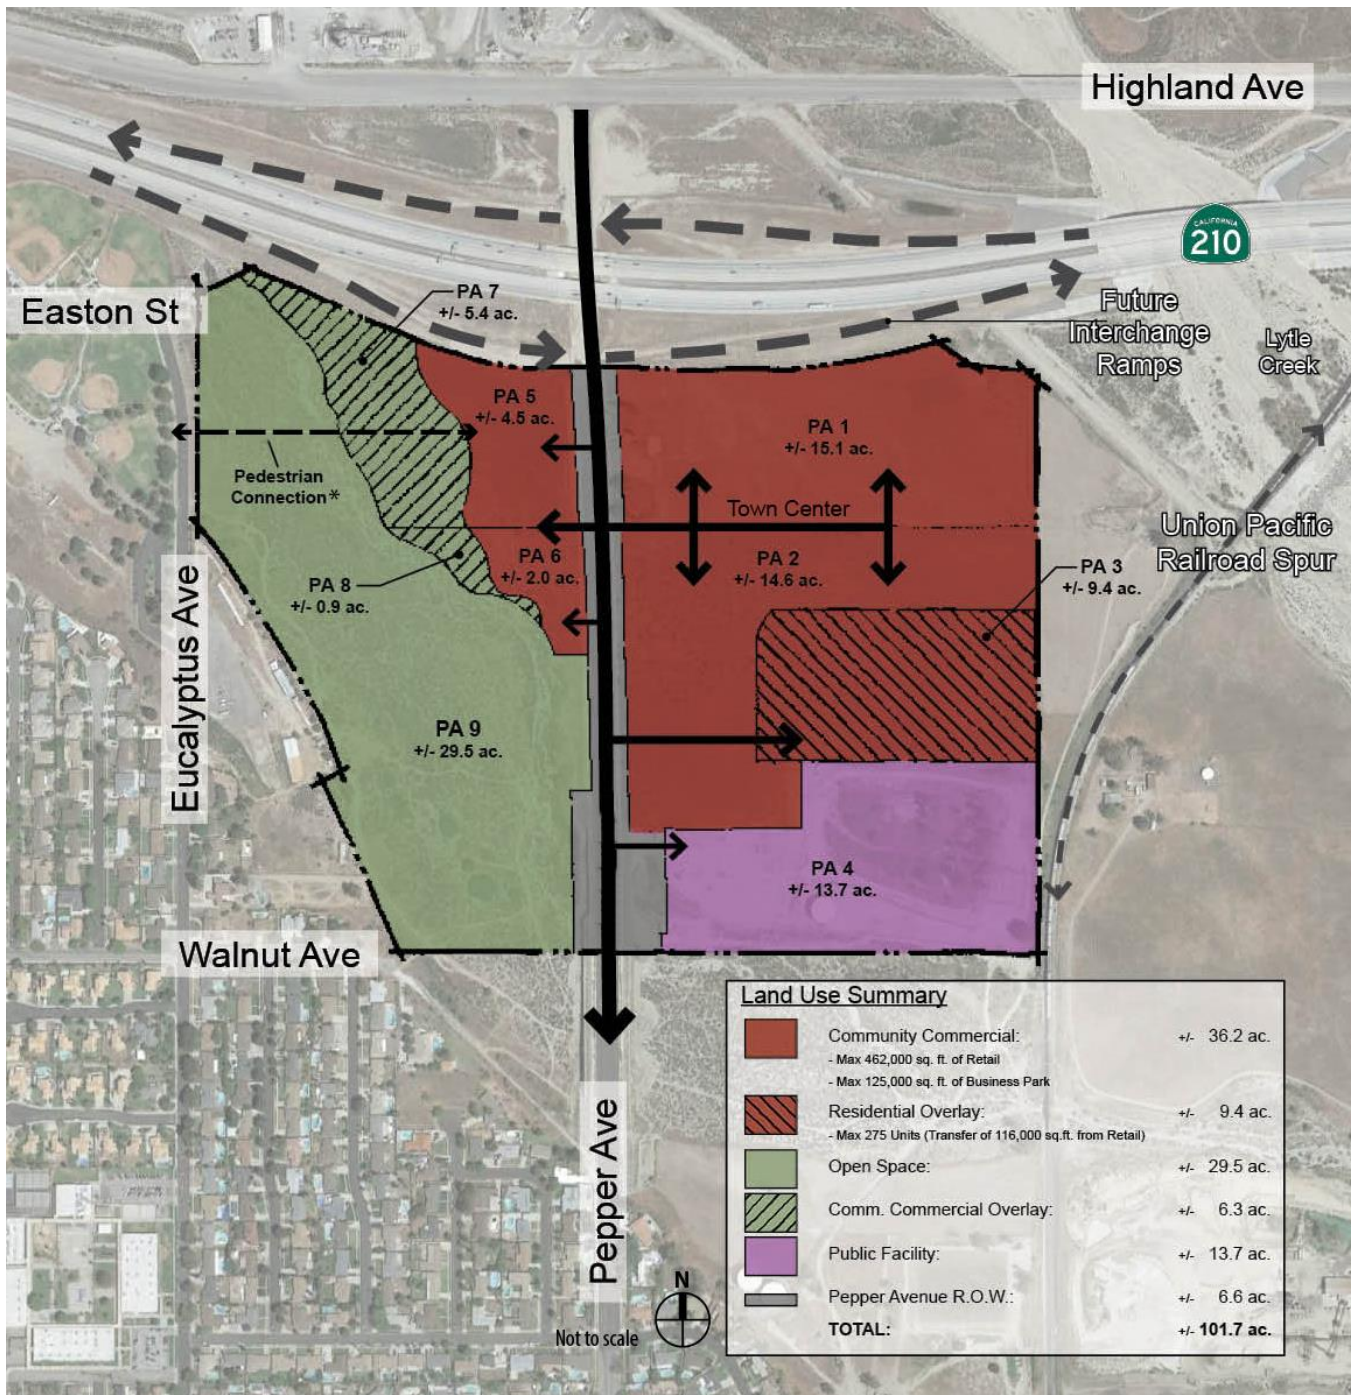 Highland Ave
CALIFORNIA
210
PA 7
+/- 5.4 ac.
Easton St
Future
Interchange
Ramps
Lytle
Creek
PA 5
+/- 4.5 ac.
PA 1
+/- 15.1 ac.
Pedestrian
Connection*
Town Center
Union Pacific
Railroad Spur
PA 6
+/- 2.0 ac.
PA 2
+/- 14.6 ac.
PA 3
+/- 9.4 ac.
PA 8
+/- 0.9 ac.
Eucalyptus Ave
PA 9
+/- 29.5 ac.
PA 4
+/- 13.7 ac.
Walnut Ave
Pepper Ave
N
Not to scale
Land Use Summary
Community Commercial: +/- 36.2 ac.
- Max 462,000 sq. ft. of Retail
- Max 125,000 sq. ft. of Business Park
Residential Overlay: +/- 9.4 ac.
- Max 275 Units (Transfer of 116,000 sq.ft. from Retail)
Open Space: +/- 29.5 ac.
Comm. Commercial Overlay: +/- 6.3 ac.
Public Facility: +/- 13.7 ac.
Pepper Avenue R.O.W.: +/- 6.6 ac.
TOTAL: +/- 101.7 ac.